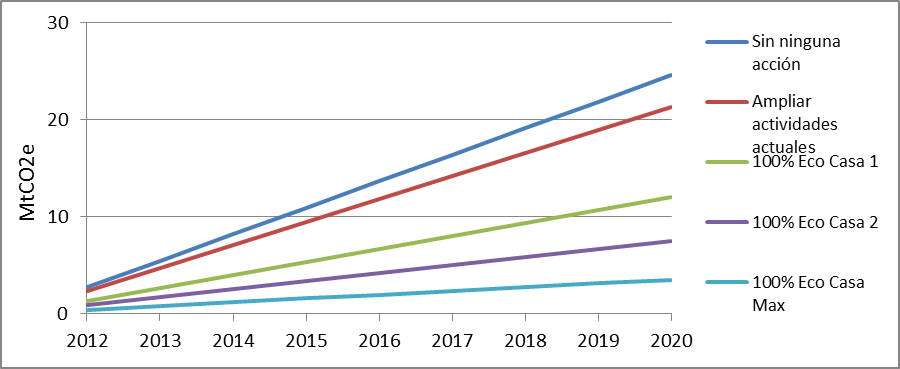 30
20
10
0
MtCO2e
2012 2013 2014 2015 2016 2017 2018 2019 2020
Sin ninguna
acción
Ampliar
actividades
actuales
100% Eco Casa 1
100% Eco Casa 2
100% Eco Casa
Max